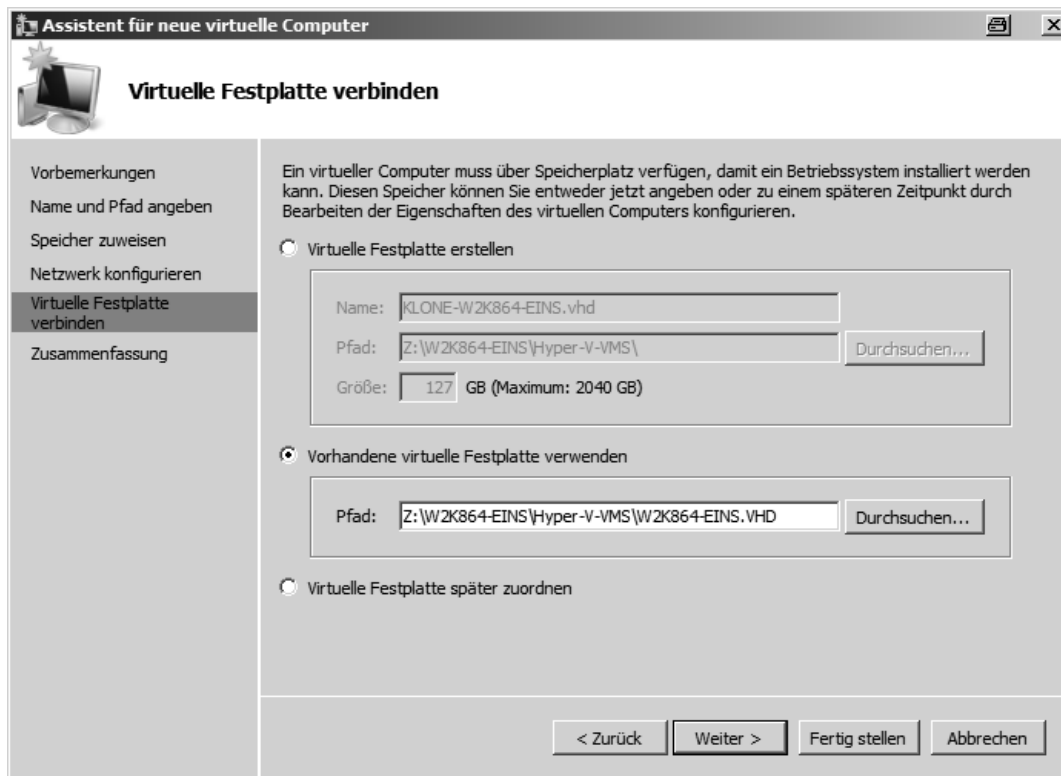 Assistent für neue virtuelle Computer
Virtuelle Festplatte verbinden
Vorbemerkungen
Name und Pfad angeben
Speicher zuweisen
Netzwerk konfigurieren
Virtuelle Festplatte
verbinden
Zusammenfassung
Ein virtueller Computer muss über Speicherplatz verfügen, damit ein Betriebssystem installiert werden
kann. Diesen Speicher können Sie entweder jetzt angeben oder zu einem späteren Zeitpunkt durch
Bearbeiten der Eigenschaften des virtuellen Computers konfigurieren.
Virtuelle Festplatte erstellen
Name: KLONE-W2K864-EINS.vhd
Pfad: Z:\W2K864-EINS\Hyper-V-VMS\ Durchsuchen...
Größe: 127 GB (Maximum: 2040 GB)
Vorhandene virtuelle Festplatte verwenden
Pfad: Z:\W2K864-EINS\Hyper-V-VMS\W2K864-EINS.VHD Durchsuchen...
Virtuelle Festplatte später zuordnen
< Zurück Weiter > Fertig stellen Abbrechen